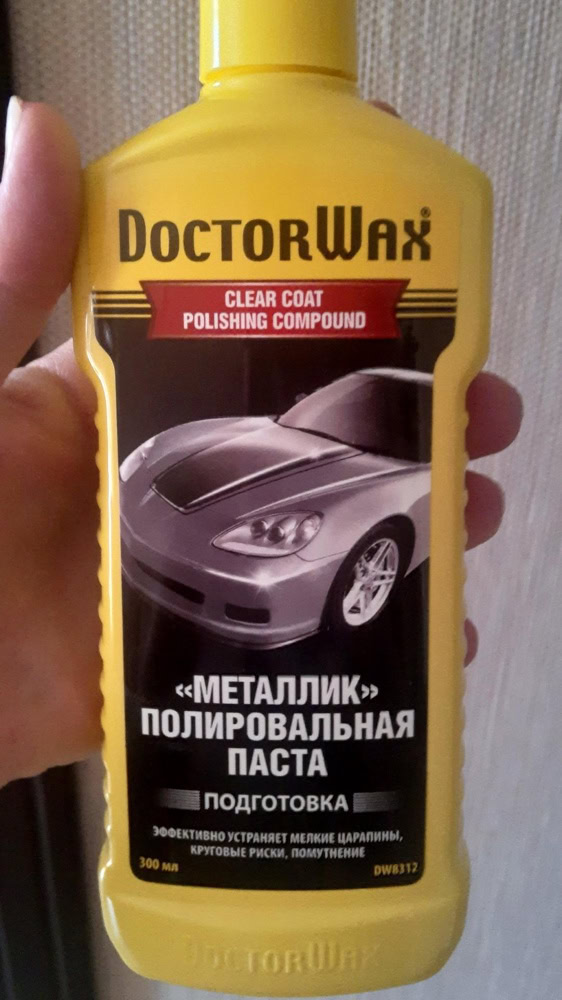 DOCTORWAX®
CLEAR COAT
POLISHING COMPOUND
«МЕТАЛЛИК»
ПОЛИРОВАЛЬНАЯ
ПАСТА
ПОДГОТОВКА
ЭФФЕКТИВНО УСТРАНЯЕТ МЕЛКИЕ ЦАРАПИНЫ,
КРУГОВЫЕ РИСКИ, ПОМУТНЕНИЕ
300 мл DW8312
DOCTORWAX